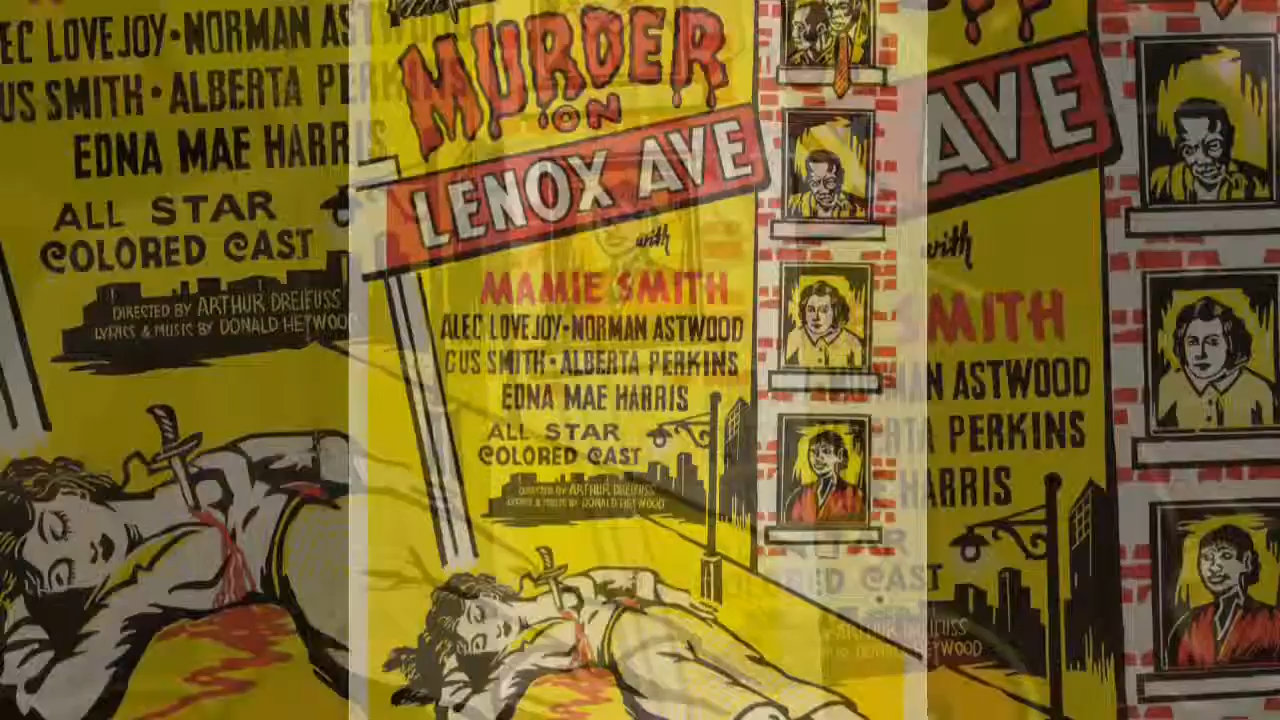 MURDER
ON
LENOX AVE
with
MAMIE SMITH
ALEC LOVEJOY•NORMAN ASTWOOD
GUS SMITH•ALBERTA PERKINS
EDNA MAE HARRIS
ALL STAR
COLORED CAST
DIRECTED BY ARTHUR DREIFUSS
LYRICS & MUSIC BY DONALD HEYWOOD
EC LOVEJOY•NORMAN AS
US SMITH•ALBERTA PE
EDNA MAE HARR
ALL STAR
COLORED CAST
DIRECTED BY ARTHUR DREIFUSS
LYRICS & MUSIC BY DONALD HEYWOO
AVE
with
SMITH
AN ASTWOOD
PERKINS
HARRIS